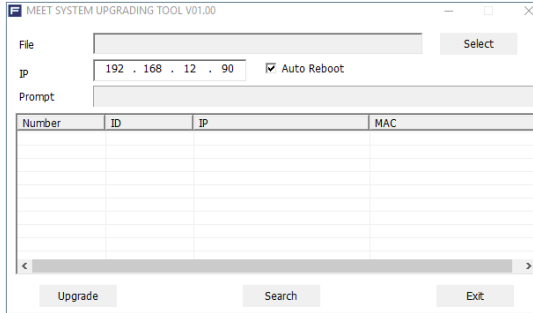 F MEET SYSTEM UPGRADING TOOL V01.00
File Select
IP 192 . 168 . 12 . 90 Auto Reboot
Prompt
Number ID IP MAC
Upgrade Search Exit